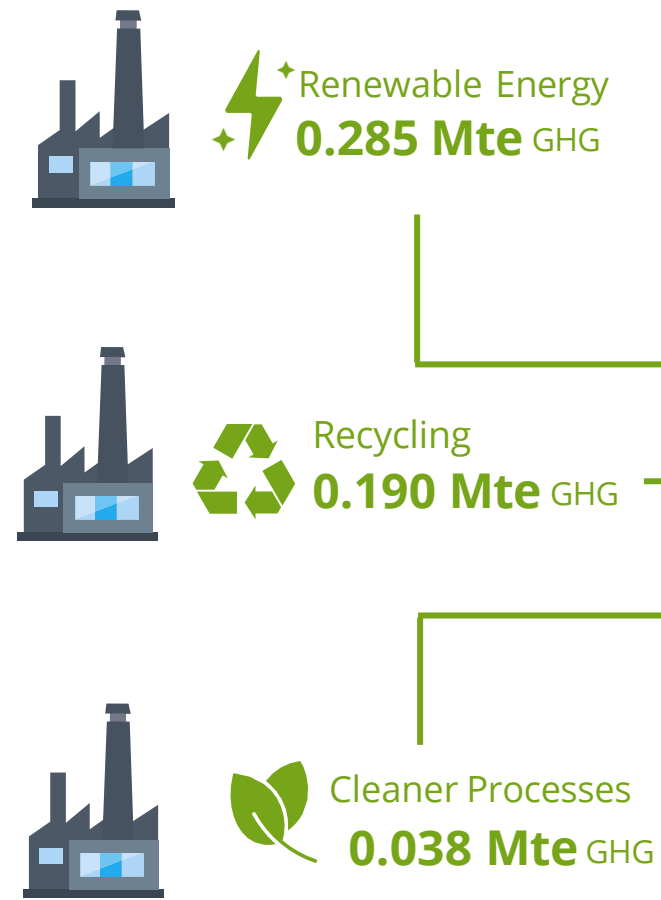 Renewable Energy
0.285 Mte GHG
Recycling
0.190 Mte GHG
Cleaner Processes
0.038 Mte GHG